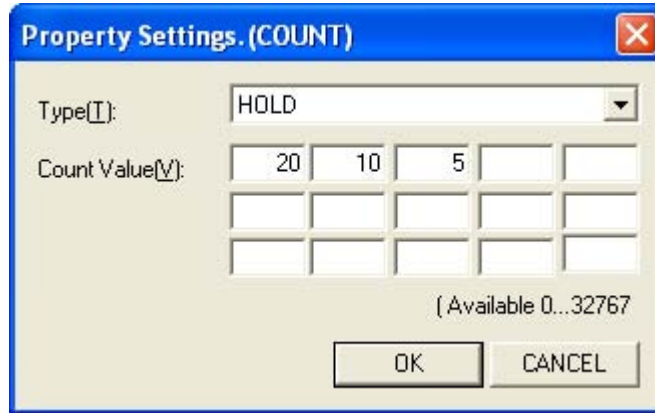 Property Settings.(COUNT)
Type(T): HOLD
Count Value(V): 20 10 5
( Available 0...32767
OK CANCEL